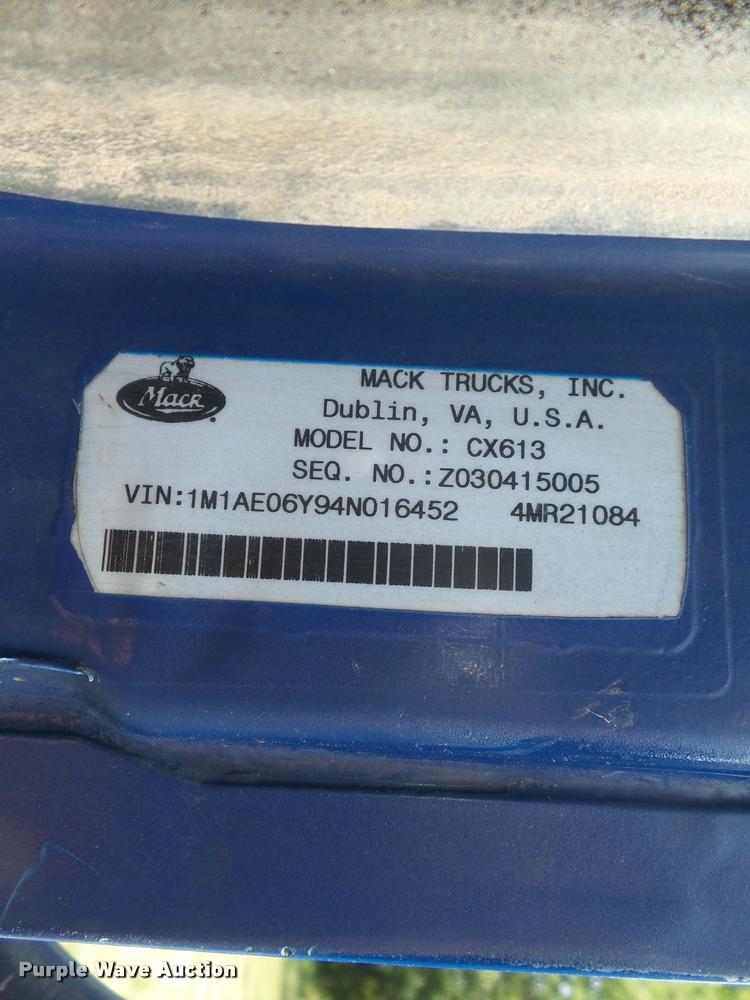 Mack
MACK TRUCKS, INC.
Dublin, VA, U.S.A.
MODEL NO.: CX613
SEQ. NO.:Z030415005
VIN:1M1AE06Y94N016452 4MR21084
Purple Wave Auction